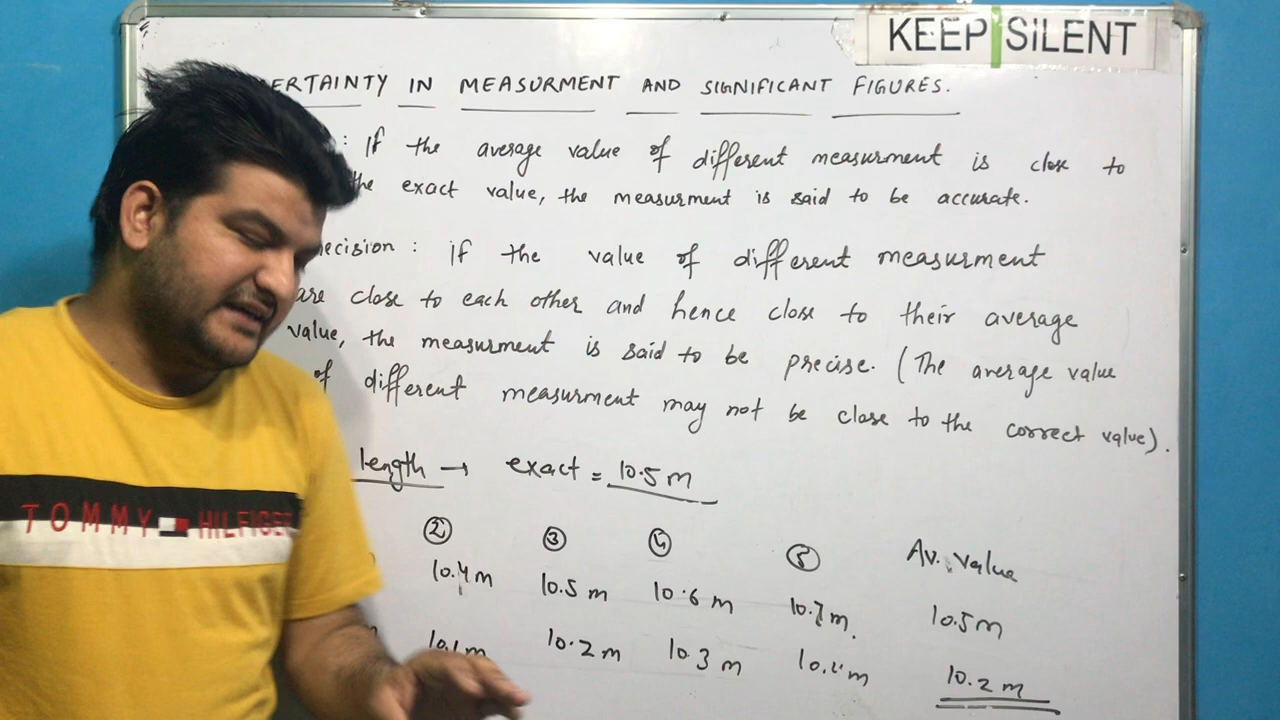 KEEP SILENT
ERTAINTY IN MEASURMENT AND SIGNIFICANT FIGURES.
: If the average value of different measurment is close to
the exact value, the measurment is said to be accurate.
ecision : if the value of different measurment
are close to each other and hence close to their average
value, the measurment is said to be precise. (The average value
of different measurment may not be close to the correct value).
length → exact = 10.5 m
② ③ ④ ⑤ Av. value
10.4 m 10.5 m 10.6 m 10.7 m. 10.5 m
10.1 m 10.2 m 10.3 m 10.4 m 10.2 m
TOMMY HILFIGER